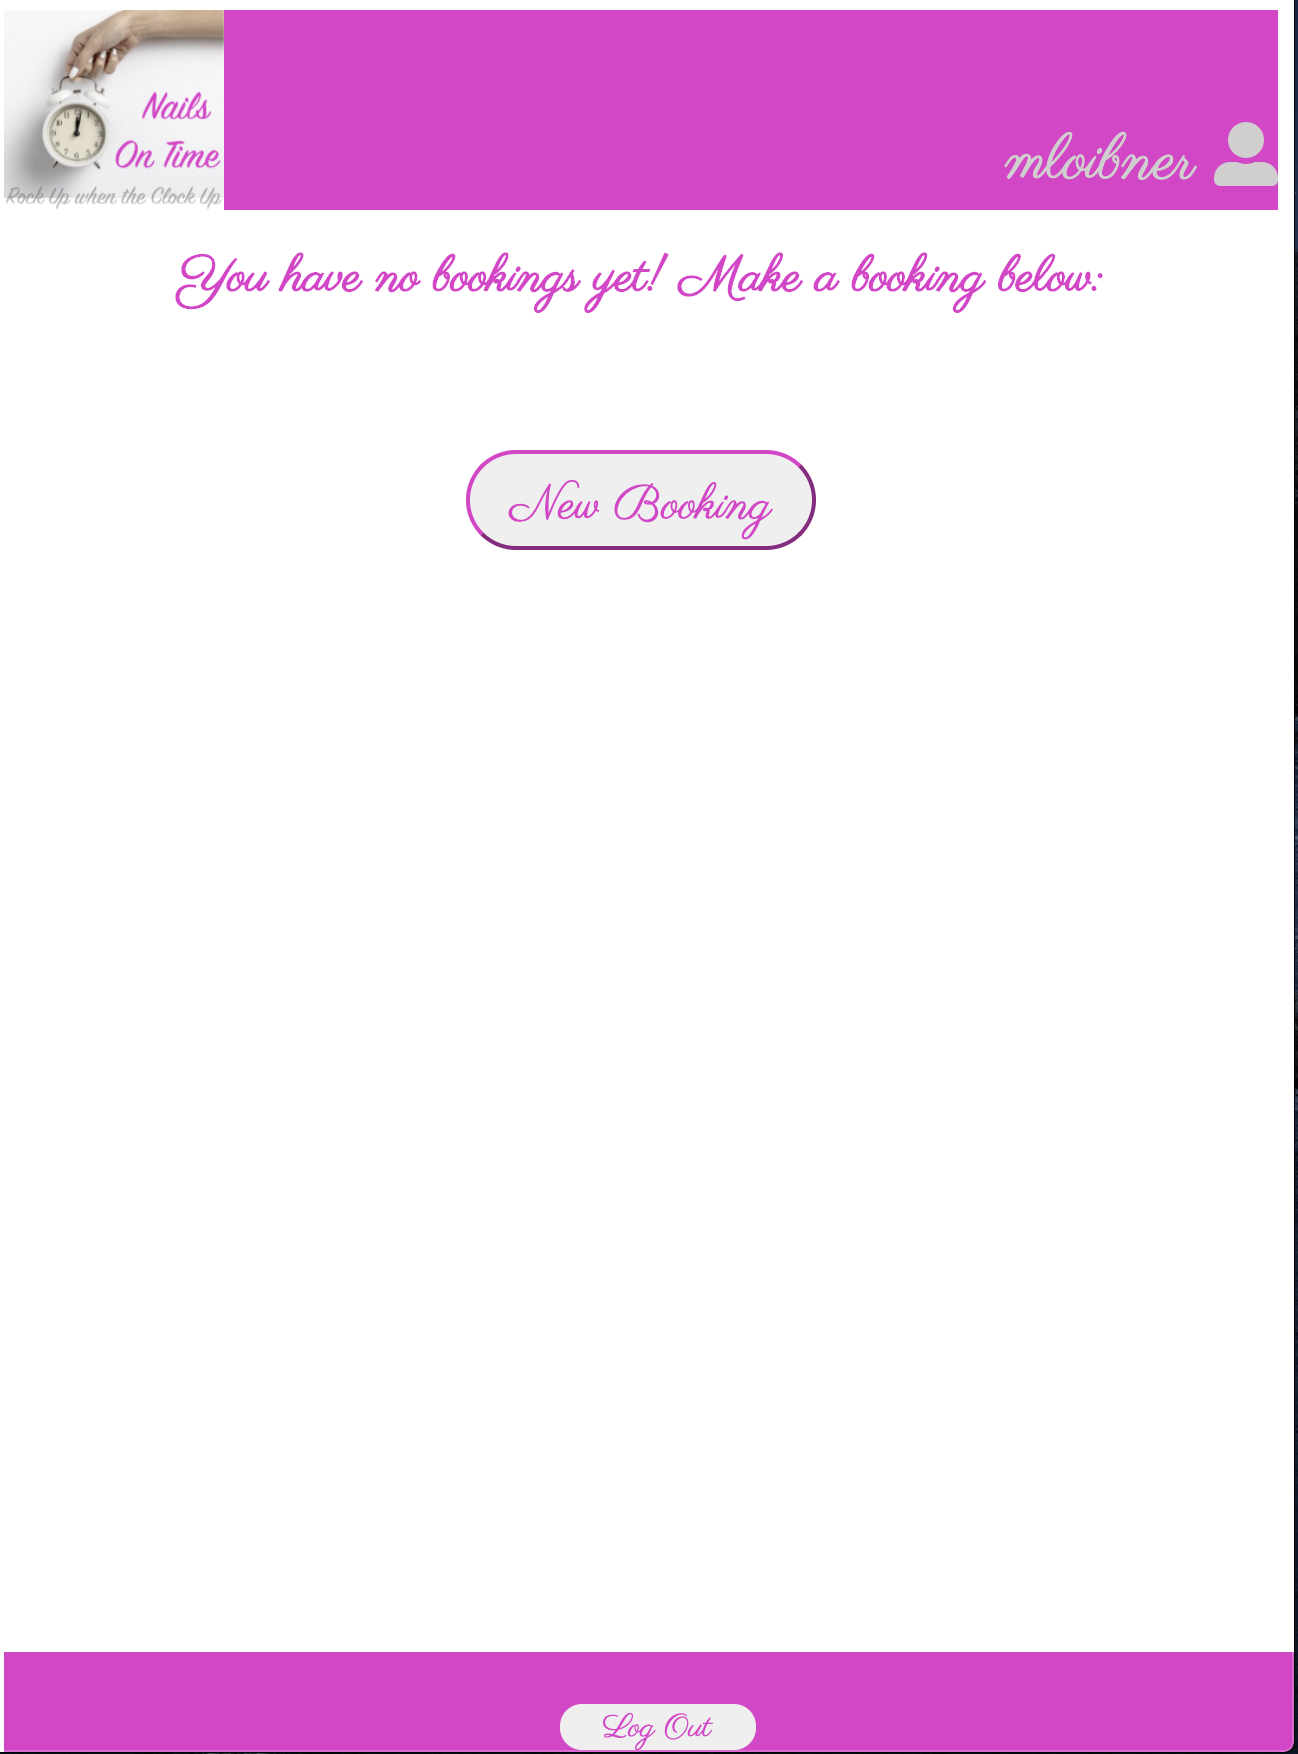 Nails
On Time
Rock Up when the Clock Up
mloibner
You have no bookings yet! Make a booking below:
New Booking
Log Out